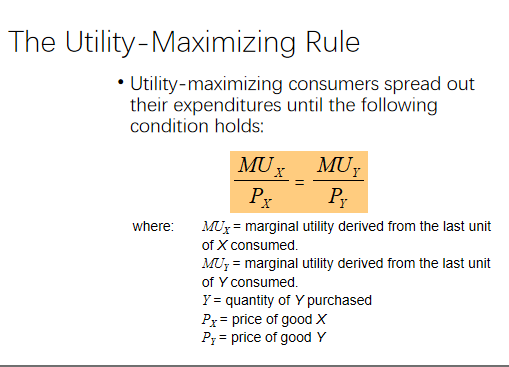 The Utility-Maximizing Rule
• Utility-maximizing consumers spread out
their expenditures until the following
condition holds:
MU_X / P_X = MU_Y / P_Y
where: MU_X = marginal utility derived from the last unit
of X consumed.
MU_Y = marginal utility derived from the last unit
of Y consumed.
Y = quantity of Y purchased
P_X = price of good X
P_Y = price of good Y